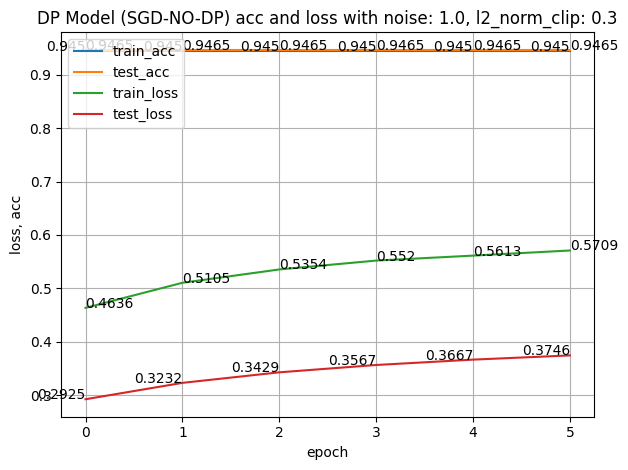 DP Model (SGD-NO-DP) acc and loss with noise: 1.0, l2_norm_clip: 0.3
0.945 0.9465 0.945 0.9465 0.945 0.9465 0.945 0.9465 0.945 0.9465 0.945 0.9465
train_acc
test_acc
train_loss
test_loss
0.9
0.8
0.7
0.6
0.5
0.4
0.3
loss, acc
0.4636 0.5105 0.5354 0.552 0.5613 0.5709
0.2925 0.3232 0.3429 0.3567 0.3667 0.3746
0 1 2 3 4 5
epoch